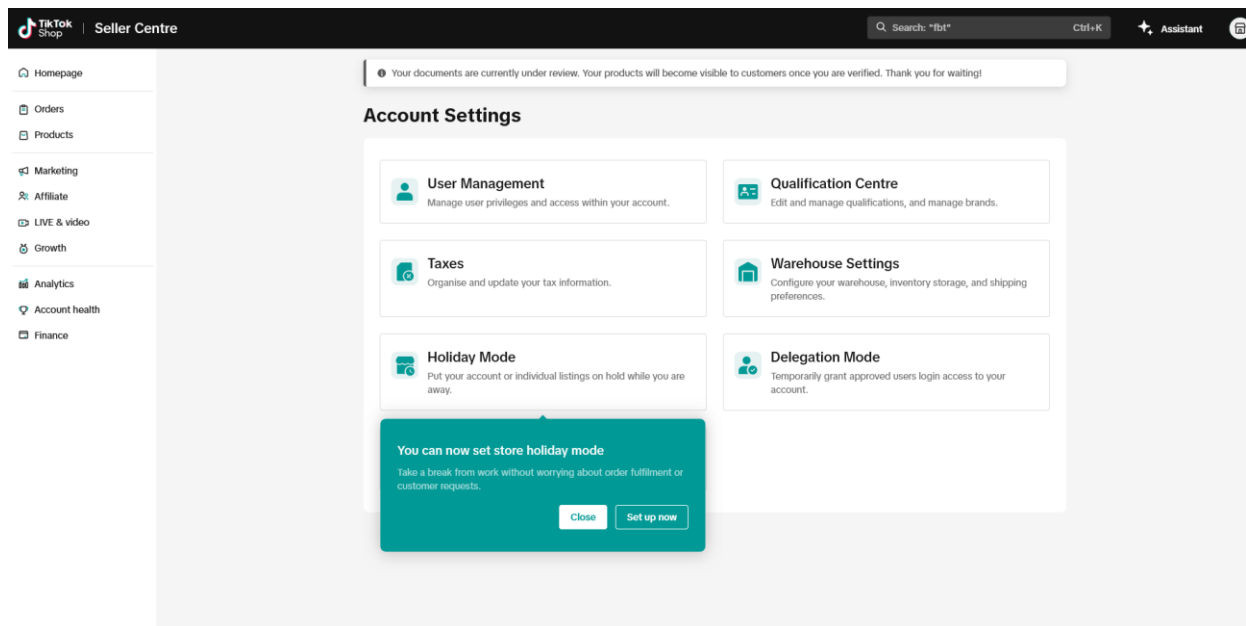 TikTok
Shop
Seller Centre
Search: "fbt"
Ctrl+K
Assistant
Homepage
Orders
Products
Marketing
Affiliate
LIVE & video
Growth
Analytics
Account health
Finance
Your documents are currently under review. Your products will become visible to customers once you are verified. Thank you for waiting!
Account Settings
User Management
Manage user privileges and access within your account.
Qualification Centre
Edit and manage qualifications, and manage brands.
Taxes
Organise and update your tax information.
Warehouse Settings
Configure your warehouse, inventory storage, and shipping
preferences.
Holiday Mode
Put your account or individual listings on hold while you are
away.
Delegation Mode
Temporarily grant approved users login access to your
account.
You can now set store holiday mode
Take a break from work without worrying about order fulfilment or
customer requests.
Close
Set up now